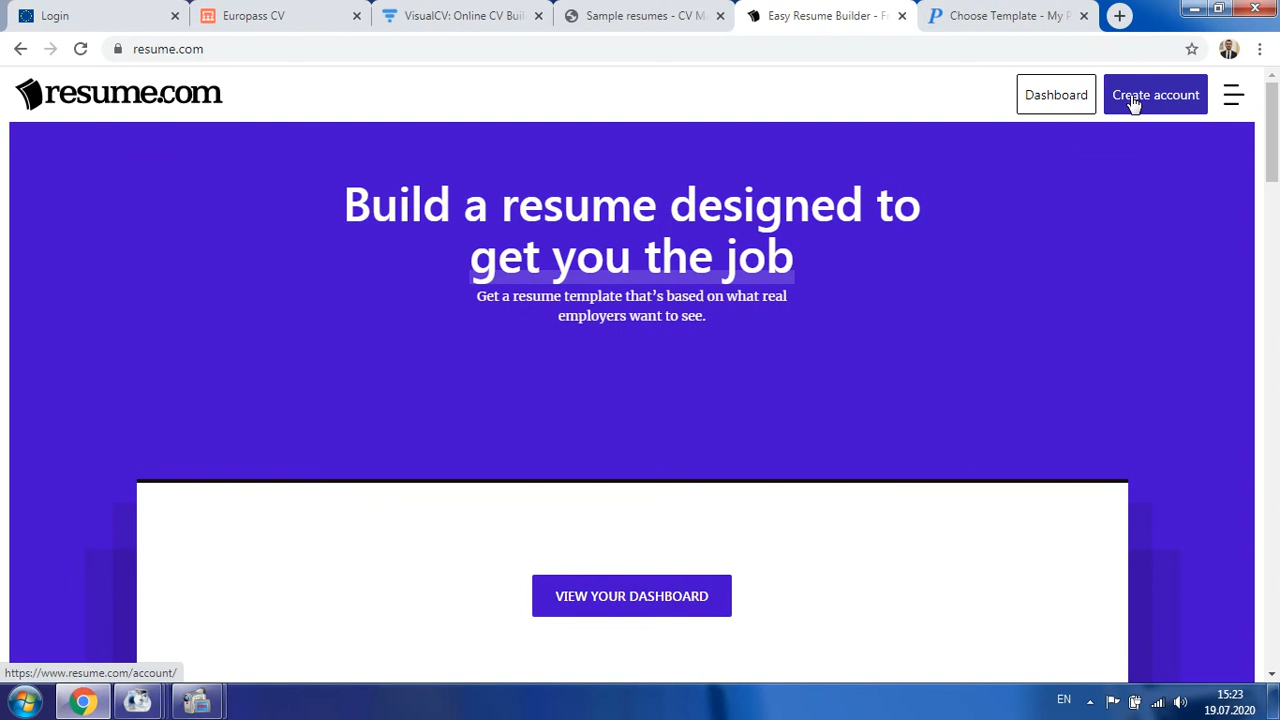 Login
Europass CV
VisualCV: Online CV Buil
Sample resumes - CV M
Easy Resume Builder - Fr
Choose Template - My P
resume.com
resume.com
Dashboard
Create account
Build a resume designed to
get you the job
Get a resume template that's based on what real
employers want to see.
VIEW YOUR DASHBOARD
https://www.resume.com/account/
EN
15:23
19.07.2020